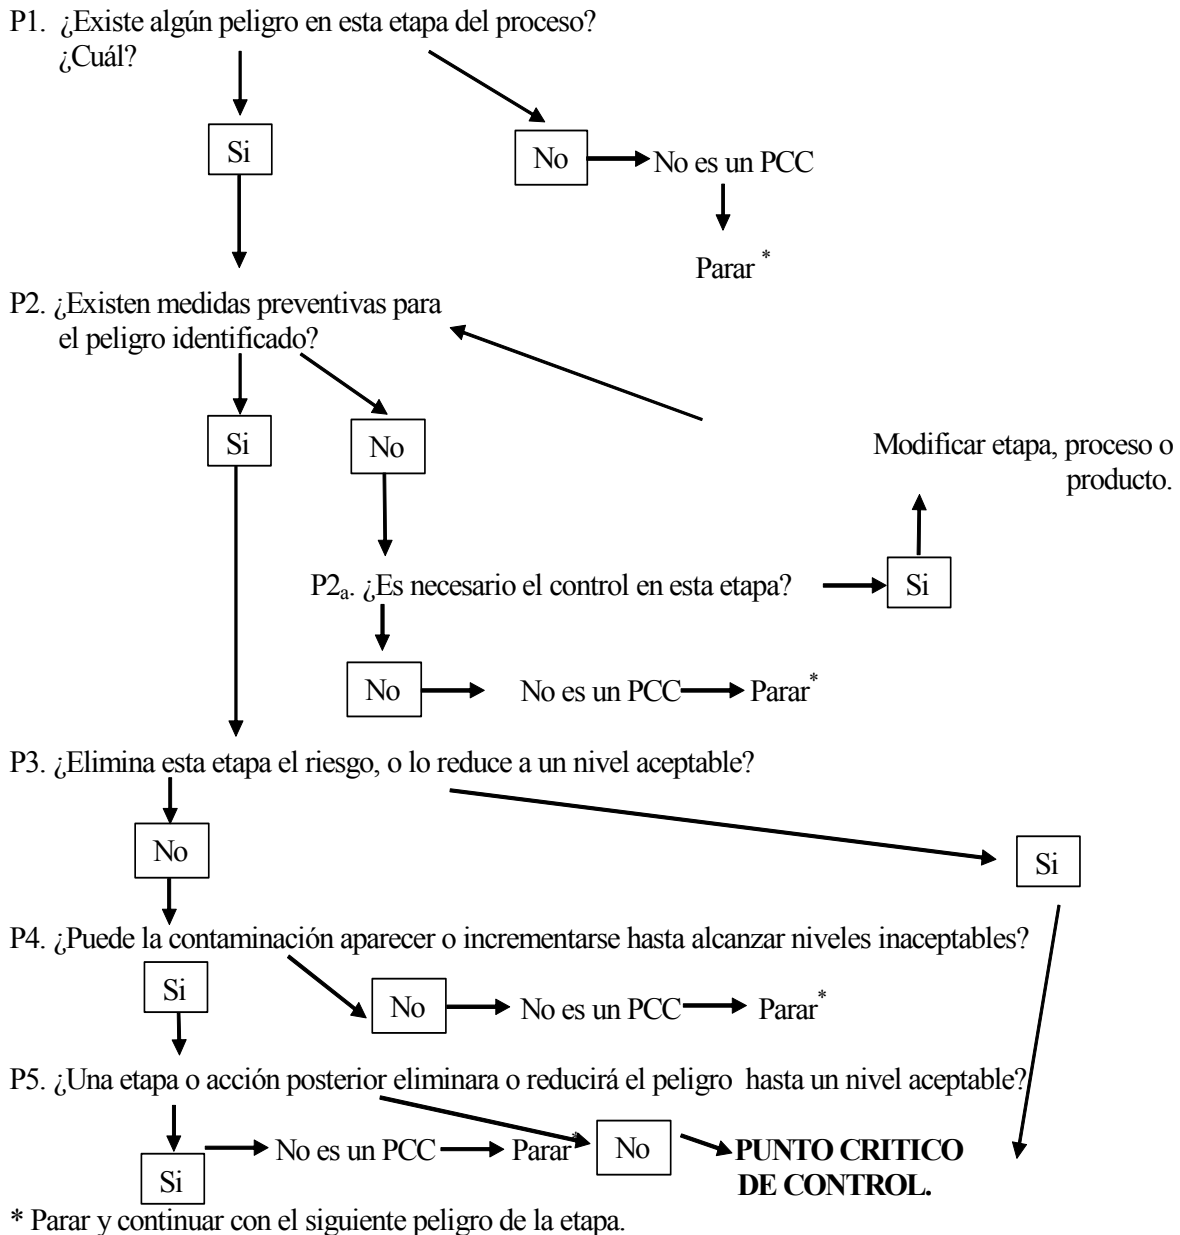 P1. ¿Existe algún peligro en esta etapa del proceso?
¿Cuál?
Si
No
No es un PCC
Parar *
P2. ¿Existen medidas preventivas para
el peligro identificado?
Si
No
Modificar etapa, proceso o
producto.
P2a. ¿Es necesario el control en esta etapa?
Si
No
No es un PCC
Parar*
P3. ¿Elimina esta etapa el riesgo, o lo reduce a un nivel aceptable?
No
Si
P4. ¿Puede la contaminación aparecer o incrementarse hasta alcanzar niveles inaceptables?
Si
No
No es un PCC
Parar*
P5. ¿Una etapa o acción posterior eliminara o reducirá el peligro hasta un nivel aceptable?
Si
No es un PCC
Parar*
No
PUNTO CRITICO
DE CONTROL.
* Parar y continuar con el siguiente peligro de la etapa.